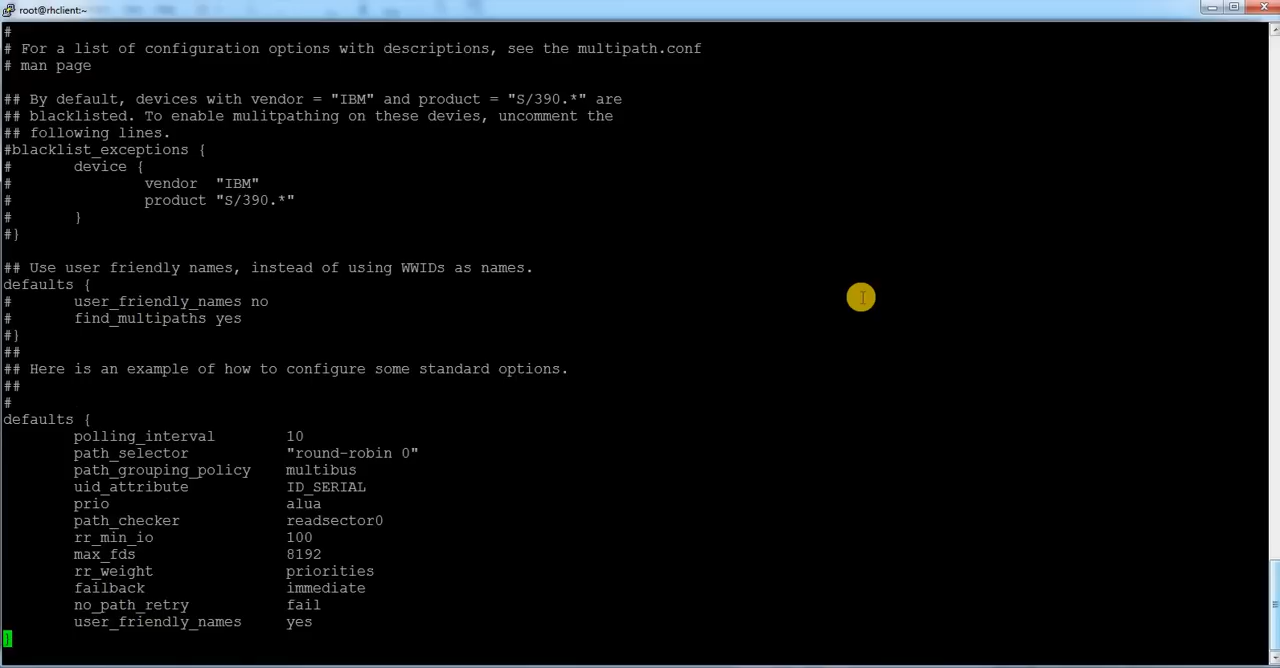 root@rhclient:~
#
# For a list of configuration options with descriptions, see the multipath.conf
# man page
## By default, devices with vendor = "IBM" and product = "S/390.*" are
## blacklisted. To enable mulitpathing on these devies, uncomment the
## following lines.
#blacklist_exceptions {
#       device {
#               vendor  "IBM"
#               product "S/390.*"
#       }
#}
## Use user friendly names, instead of using WWIDs as names.
defaults {
#       user_friendly_names no
#       find_multipaths yes
#}
##
## Here is an example of how to configure some standard options.
##
#
defaults {
        polling_interval        10
        path_selector           "round-robin 0"
        path_grouping_policy    multibus
        uid_attribute           ID_SERIAL
        prio                    alua
        path_checker            readsector0
        rr_min_io               100
        max_fds                 8192
        rr_weight               priorities
        failback                immediate
        no_path_retry           fail
        user_friendly_names     yes
}